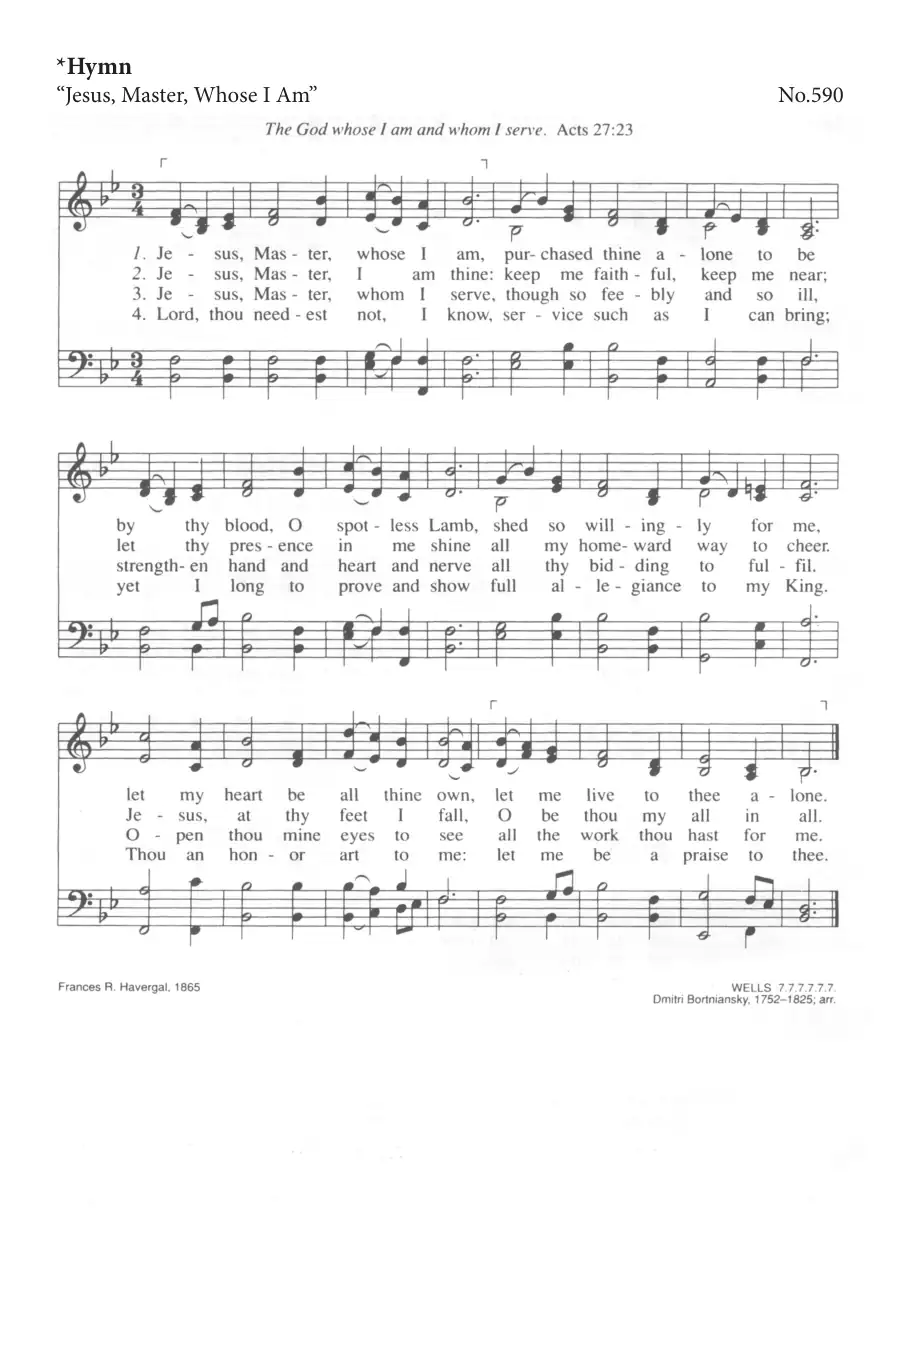 *Hymn
“Jesus, Master, Whose I Am” No.590
The God whose I am and whom I serve. Acts 27:23
3 4
1. Je - sus, Mas - ter, whose I am, pur- chased thine a - lone to be
2. Je - sus, Mas - ter, I am thine: keep me faith - ful, keep me near;
3. Je - sus, Mas - ter, whom I serve, though so fee - bly and so ill,
4. Lord, thou need - est not, I know, ser - vice such as I can bring;
3 4
by thy blood, O spot - less Lamb, shed so will - ing - ly for me,
let thy pres - ence in me shine all my home- ward way to cheer.
strength- en hand and heart and nerve all thy bid - ding to ful - fil.
yet I long to prove and show full al - le - giance to my King.
let my heart be all thine own, let me live to thee a - lone.
Je - sus, at thy feet I fall, O be thou my all in all.
O - pen thou mine eyes to see all the work thou hast for me.
Thou an hon - or art to me: let me be a praise to thee.
Frances R. Havergal, 1865 WELLS 7.7.7.7.7.7.
Dmitri Bortniansky, 1752–1825; arr.